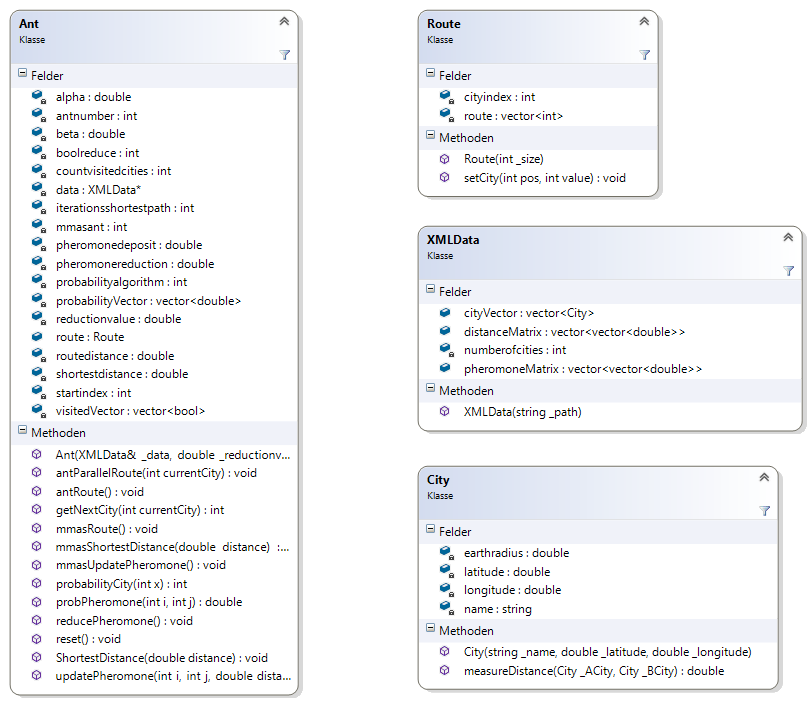 Ant
Klasse
Felder
alpha : double
antnumber : int
beta : double
boolreduce : int
countvisitedcities : int
data : XMLData*
iterationsshortestpath : int
mmasant : int
pheromonedeposit : double
pheromonereduction : double
probabilityalgorithm : int
probabilityVector : vector<double>
reductionvalue : double
route : Route
routedistance : double
shortestdistance : double
startindex : int
visitedVector : vector<bool>
Methoden
Ant(XMLData& _data, double _reductionv...
antParallelRoute(int currentCity) : void
antRoute() : void
getNextCity(int currentCity) : int
mmasRoute() : void
mmasShortestDistance(double distance) :...
mmasUpdatePheromone() : void
probabilityCity(int x) : int
probPheromone(int i, int j) : double
reducePheromone() : void
reset() : void
ShortestDistance(double distance) : void
updatePheromone(int i, int j, double dista...
Route
Klasse
Felder
cityindex : int
route : vector<int>
Methoden
Route(int _size)
setCity(int pos, int value) : void
XMLData
Klasse
Felder
cityVector : vector<City>
distanceMatrix : vector<vector<double>>
numberofcities : int
pheromoneMatrix : vector<vector<double>>
Methoden
XMLData(string _path)
City
Klasse
Felder
earthradius : double
latitude : double
longitude : double
name : string
Methoden
City(string _name, double _latitude, double _longitude)
measureDistance(City _ACity, City _BCity) : double